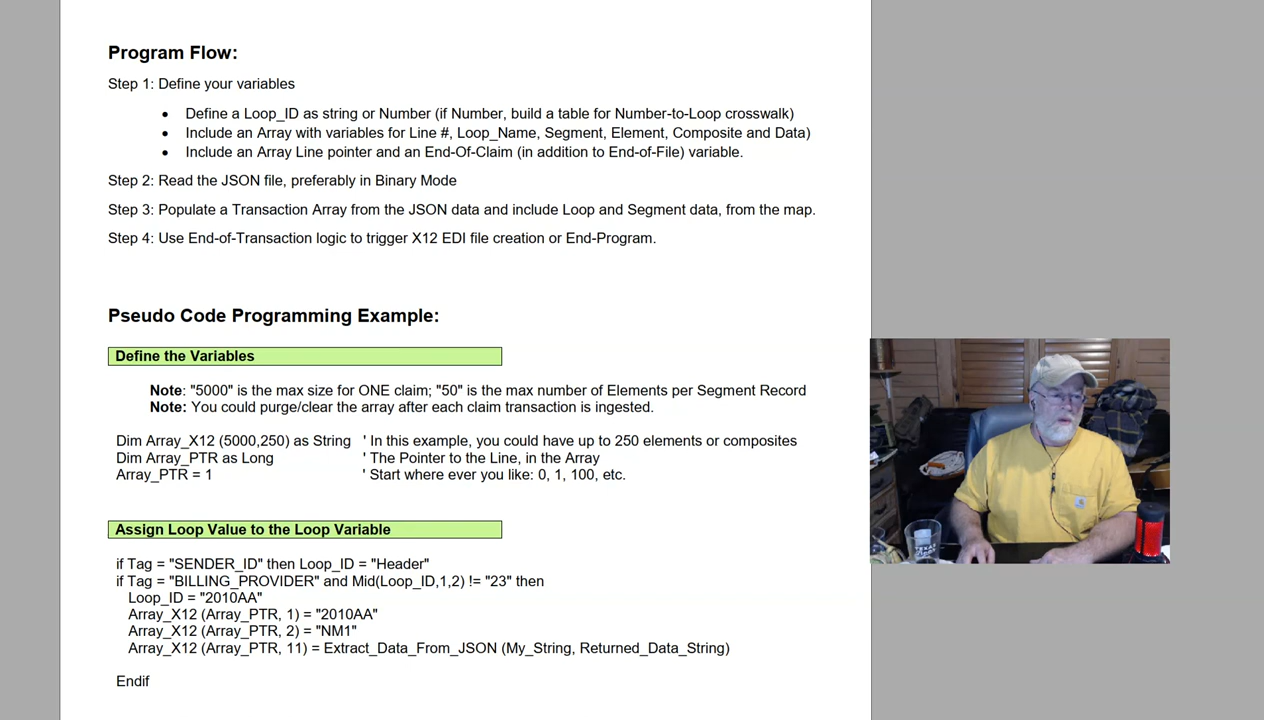 Program Flow:
Step 1: Define your variables
• Define a Loop_ID as string or Number (if Number, build a table for Number-to-Loop crosswalk)
• Include an Array with variables for Line #, Loop_Name, Segment, Element, Composite and Data)
• Include an Array Line pointer and an End-Of-Claim (in addition to End-of-File) variable.
Step 2: Read the JSON file, preferably in Binary Mode
Step 3: Populate a Transaction Array from the JSON data and include Loop and Segment data, from the map.
Step 4: Use End-of-Transaction logic to trigger X12 EDI file creation or End-Program.
Pseudo Code Programming Example:
Define the Variables
Note: "5000" is the max size for ONE claim; "50" is the max number of Elements per Segment Record
Note: You could purge/clear the array after each claim transaction is ingested.
Dim Array_X12 (5000,250) as String ' In this example, you could have up to 250 elements or composites
Dim Array_PTR as Long ' The Pointer to the Line, in the Array
Array_PTR = 1 ' Start where ever you like: 0, 1, 100, etc.
Assign Loop Value to the Loop Variable
if Tag = "SENDER_ID" then Loop_ID = "Header"
if Tag = "BILLING_PROVIDER" and Mid(Loop_ID,1,2) != "23" then
Loop_ID = "2010AA"
Array_X12 (Array_PTR, 1) = "2010AA"
Array_X12 (Array_PTR, 2) = "NM1"
Array_X12 (Array_PTR, 11) = Extract_Data_From_JSON (My_String, Returned_Data_String)
Endif